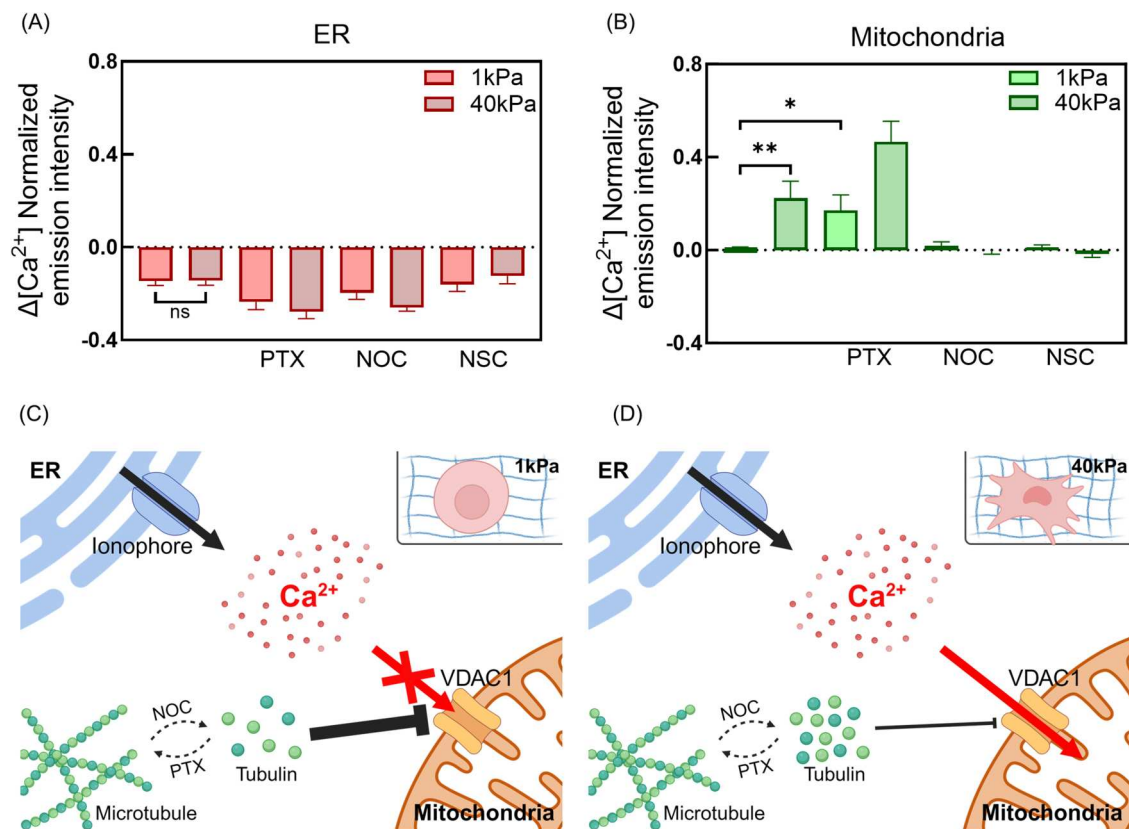 (A)
ER
Δ[Ca²⁺] Normalized
emission intensity
0.8
0.4
0.0
-0.4
1kPa
40kPa
ns
PTX NOC NSC
(B)
Mitochondria
Δ[Ca²⁺] Normalized
emission intensity
0.8
0.4
0.0
-0.4
1kPa
40kPa
*
**
PTX NOC NSC
(C)
ER
1kPa
Ionophore
Ca²⁺
VDAC1
NOC
PTX
Tubulin
Microtubule
Mitochondria
(D)
ER
40kPa
Ionophore
Ca²⁺
VDAC1
NOC
PTX
Tubulin
Microtubule
Mitochondria